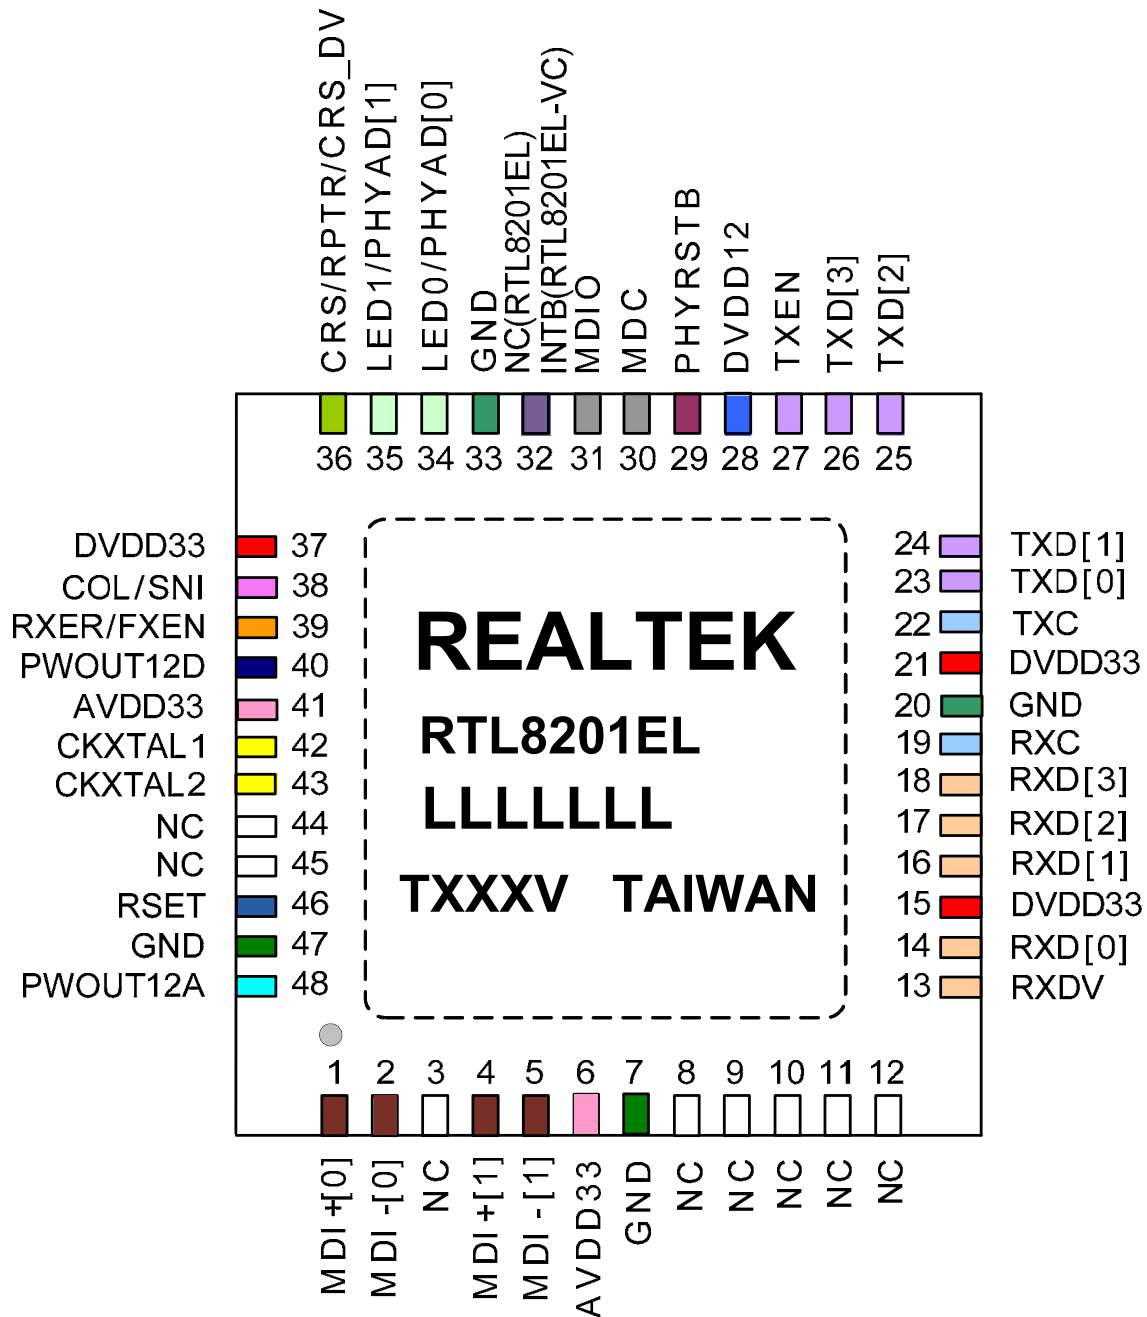 CRS/RPTR/CRS_DV
LED1/PHYAD[1]
LED0/PHYAD[0]
GND
NC(RTL8201EL)
INTB(RTL8201EL-VC)
MDIO
MDC
PHYRSTB
DVDD12
TXEN
TXD[3]
TXD[2]
36 35 34 33 32 31 30 29 28 27 26 25
DVDD33 37
COL/SNI 38
RXER/FXEN 39
PWOUT12D 40
AVDD33 41
CKXTAL1 42
CKXTAL2 43
NC 44
NC 45
RSET 46
GND 47
PWOUT12A 48
REALTEK
RTL8201EL
LLLLLLL
TXXXV TAIWAN
24 TXD[1]
23 TXD[0]
22 TXC
21 DVDD33
20 GND
19 RXC
18 RXD[3]
17 RXD[2]
16 RXD[1]
15 DVDD33
14 RXD[0]
13 RXDV
1 2 3 4 5 6 7 8 9 10 11 12
MDI+[0]
MDI-[0]
NC
MDI+[1]
MDI-[1]
AVDD33
GND
NC
NC
NC
NC
NC